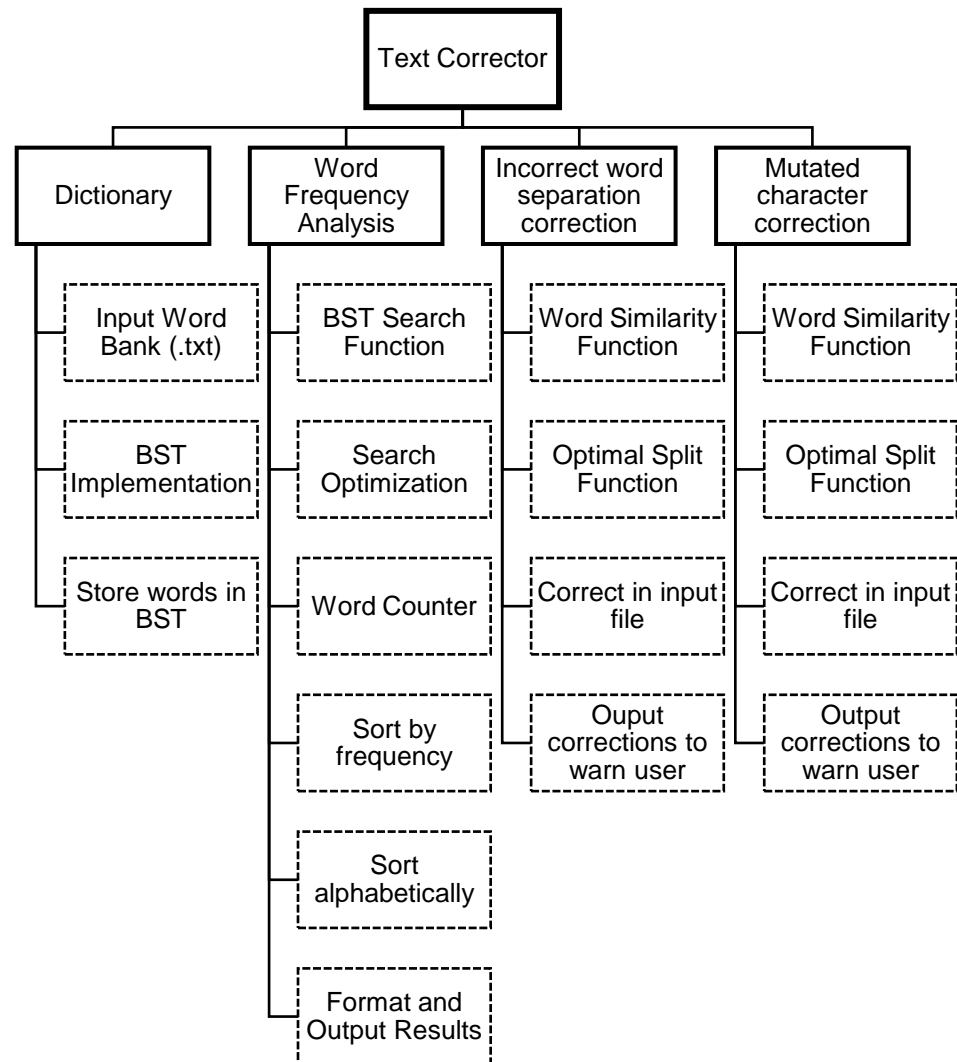 Text Corrector
Dictionary
Word
Frequency
Analysis
Incorrect word
separation
correction
Mutated
character
correction
Input Word
Bank (.txt)
BST
Implementation
Store words in
BST
BST Search
Function
Search
Optimization
Word Counter
Sort by
frequency
Sort
alphabetically
Format and
Output Results
Word Similarity
Function
Optimal Split
Function
Correct in input
file
Ouput
corrections to
warn user
Word Similarity
Function
Optimal Split
Function
Correct in input
file
Output
corrections to
warn user